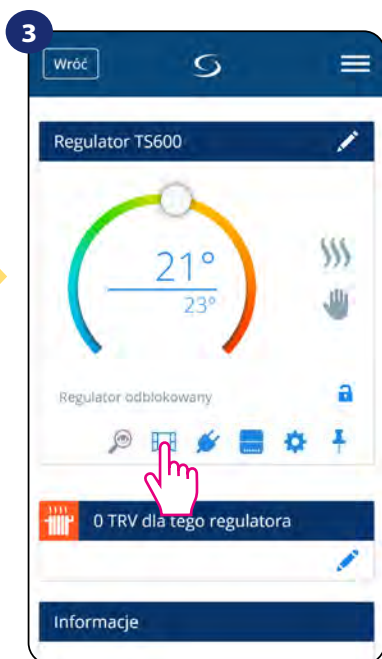 3
Wróć
Regulator TS600
21°
23°
Regulator odblokowany
0 TRV dla tego regulatora
Informacje